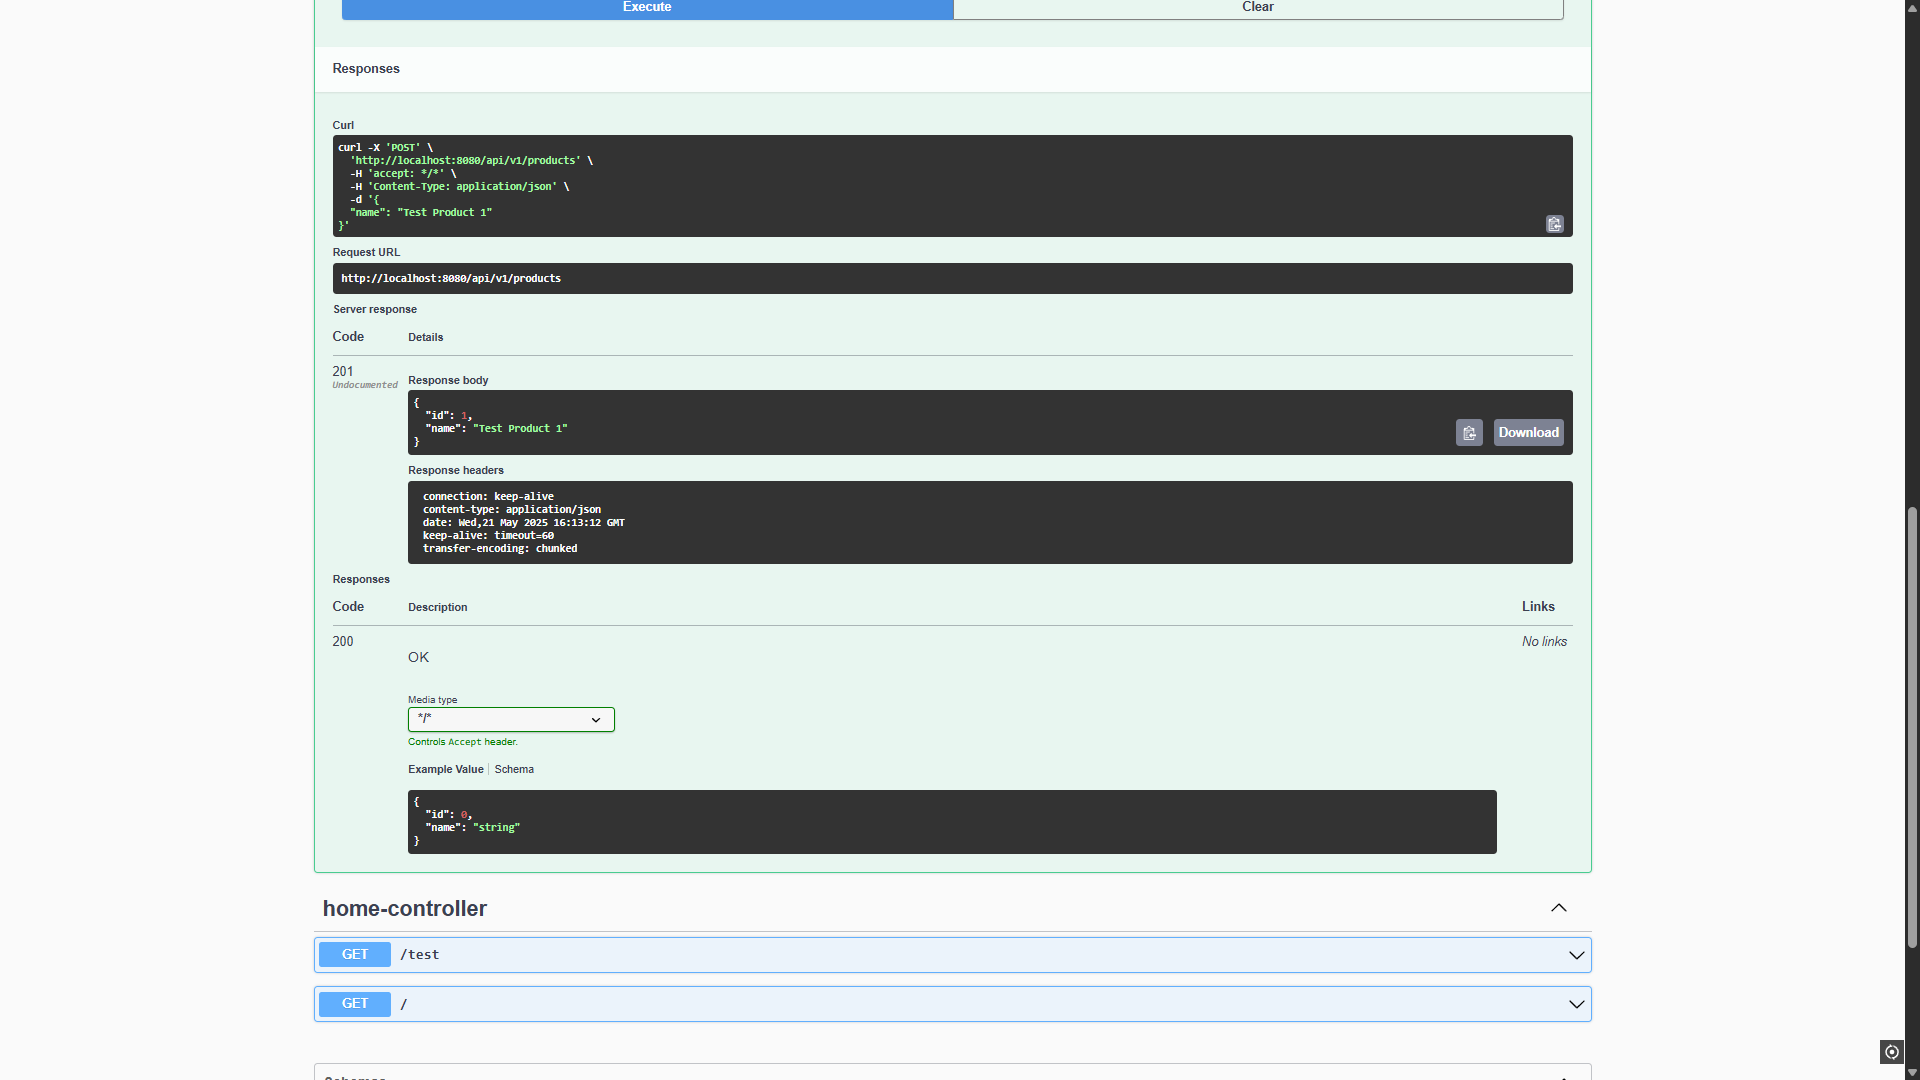 Execute
Clear
Responses
Curl
curl -X 'POST' \
'http://localhost:8080/api/v1/products' \
-H 'accept: */*' \
-H 'Content-Type: application/json' \
-d '{
"name": "Test Product 1"
}'
Request URL
http://localhost:8080/api/v1/products
Server response
Code Details
201
Undocumented
Response body
{
"id": 1,
"name": "Test Product 1"
}
Download
Response headers
connection: keep-alive
content-type: application/json
date: Wed,21 May 2025 16:13:12 GMT
keep-alive: timeout=60
transfer-encoding: chunked
Responses
Code Description Links
200
No links
OK
Media type
*/*
Controls Accept header.
Example Value Schema
{
"id": 0,
"name": "string"
}
home-controller
GET /test
GET /
Schemas